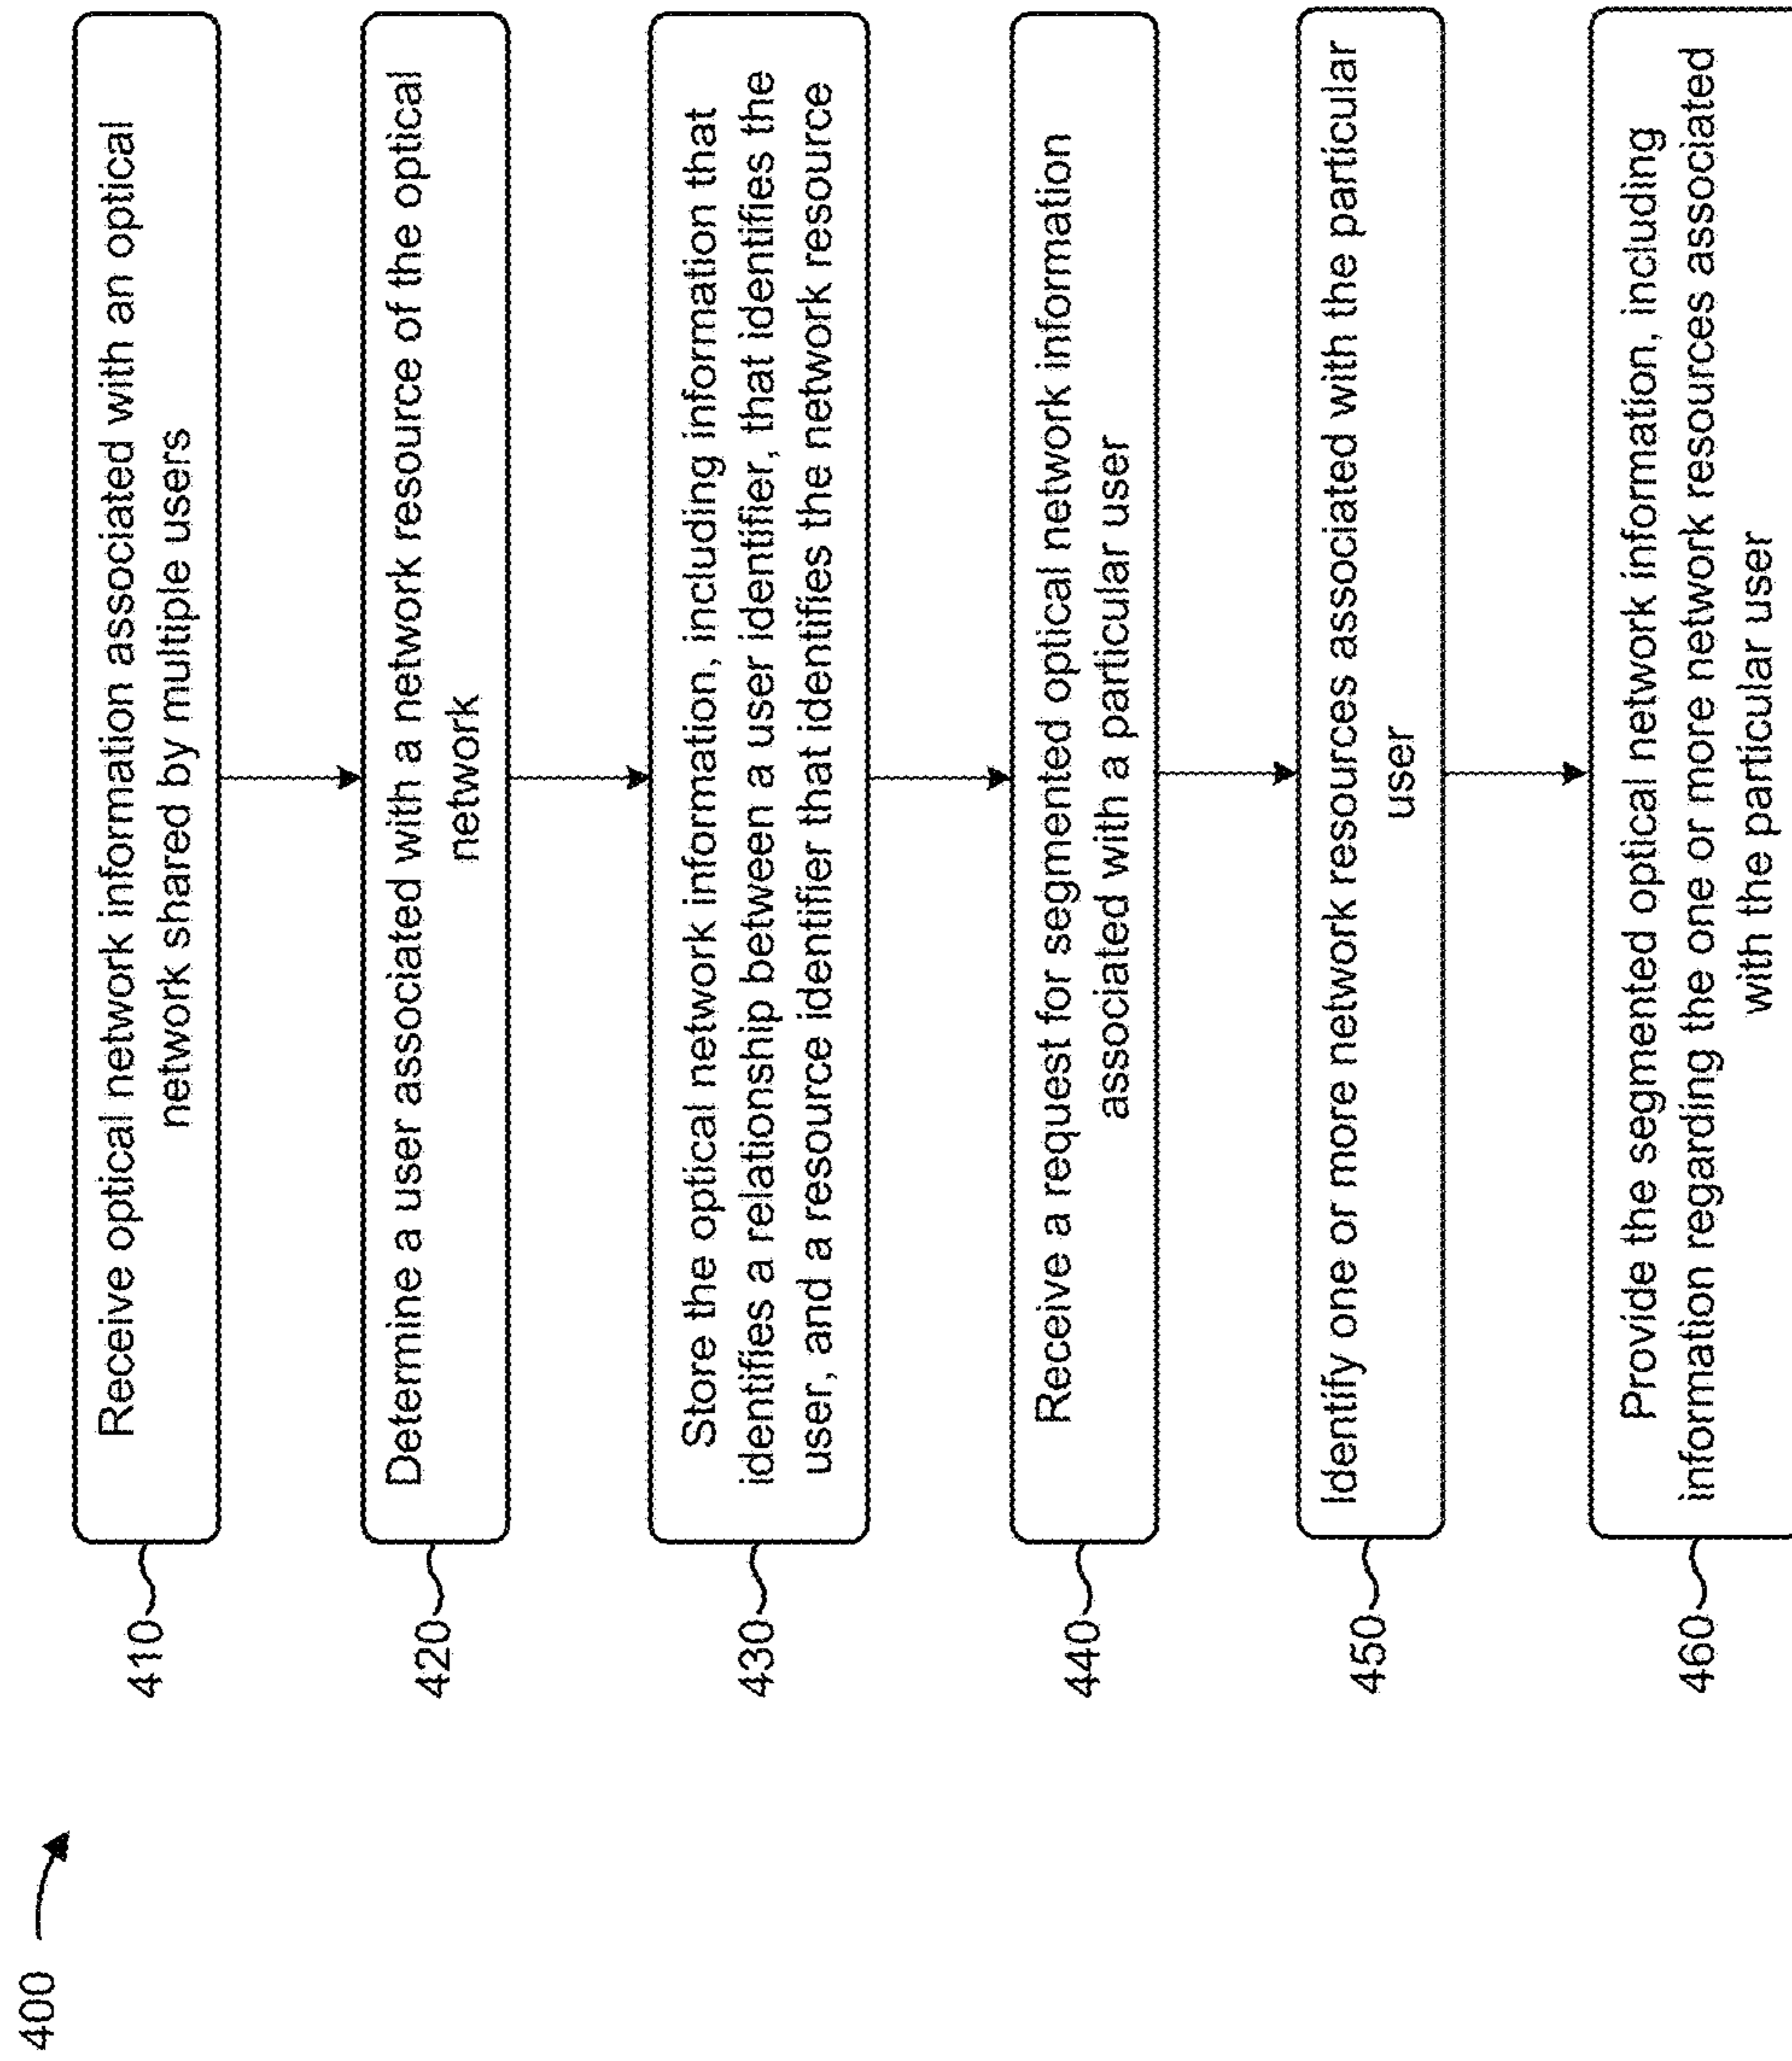 400
410
Receive optical network information associated with an optical
network shared by multiple users
420
Determine a user associated with a network resource of the optical
network
430
Store the optical network information, including information that
identifies a relationship between a user identifier, that identifies the
user, and a resource identifier that identifies the network resource
440
Receive a request for segmented optical network information
associated with a particular user
450
Identify one or more network resources associated with the particular
user
460
Provide the segmented optical network information, including
information regarding the one or more network resources associated
with the particular user